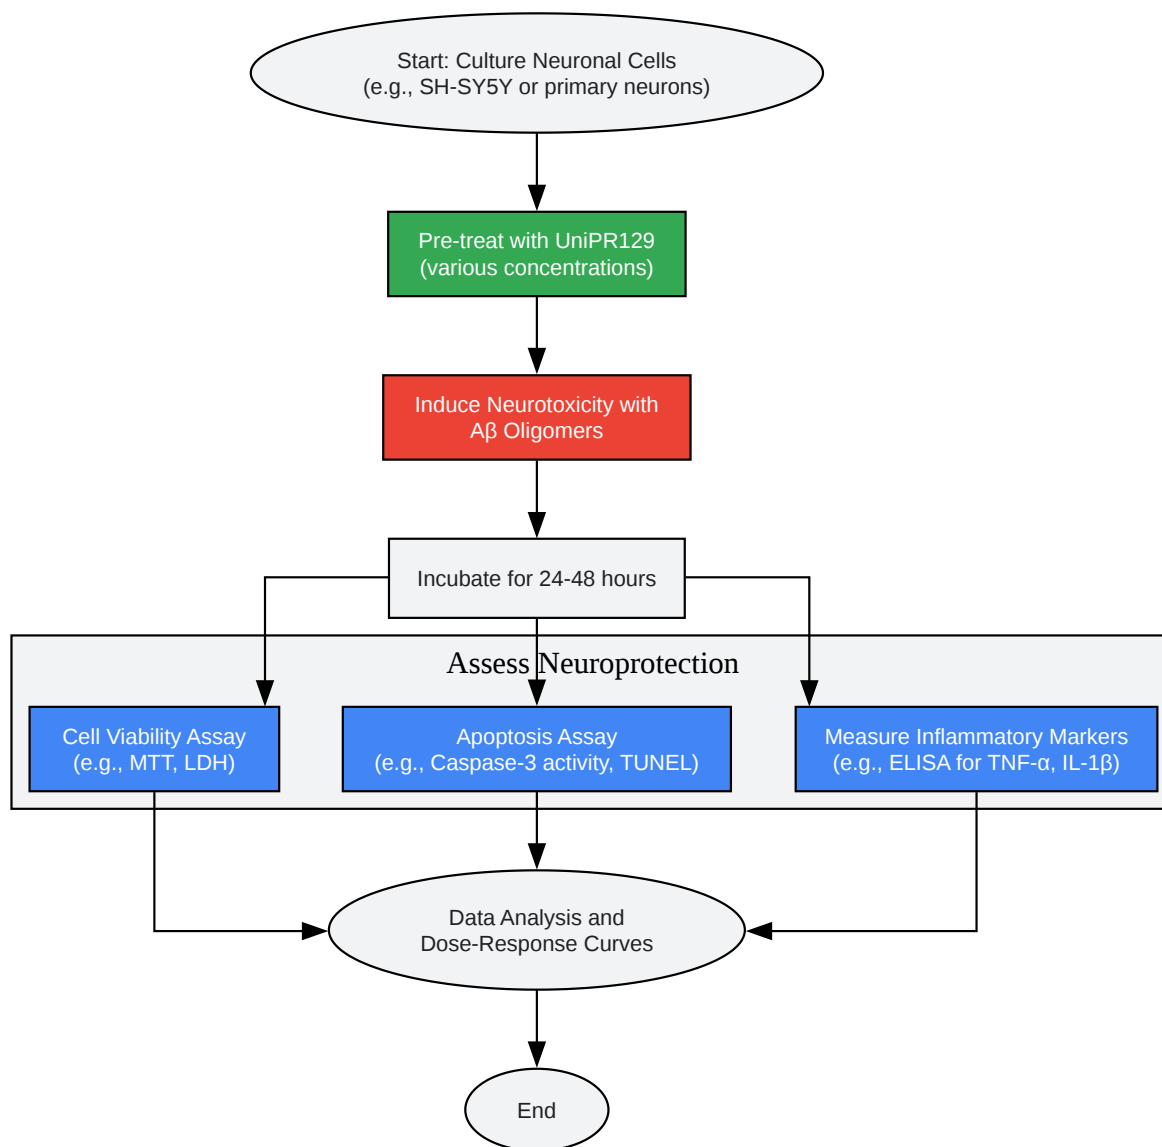 Start: Culture Neuronal Cells
(e.g., SH-SY5Y or primary neurons)
Pre-treat with UniPR129
(various concentrations)
Induce Neurotoxicity with
Aβ Oligomers
Incubate for 24-48 hours
Assess Neuroprotection
Cell Viability Assay
(e.g., MTT, LDH)
Apoptosis Assay
(e.g., Caspase-3 activity, TUNEL)
Measure Inflammatory Markers
(e.g., ELISA for TNF-α, IL-1β)
Data Analysis and
Dose-Response Curves
End